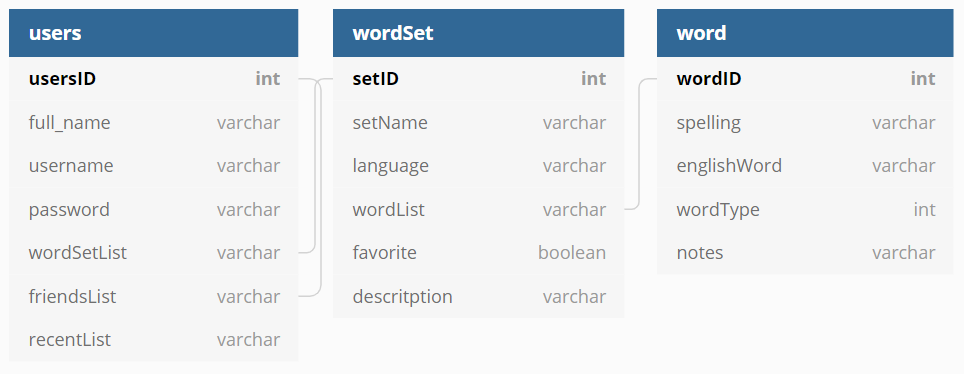 users
usersID int
full_name varchar
username varchar
password varchar
wordSetList varchar
friendsList varchar
recentList varchar
wordSet
setID int
setName varchar
language varchar
wordList varchar
favorite boolean
descritption varchar
word
wordID int
spelling varchar
englishWord varchar
wordType int
notes varchar